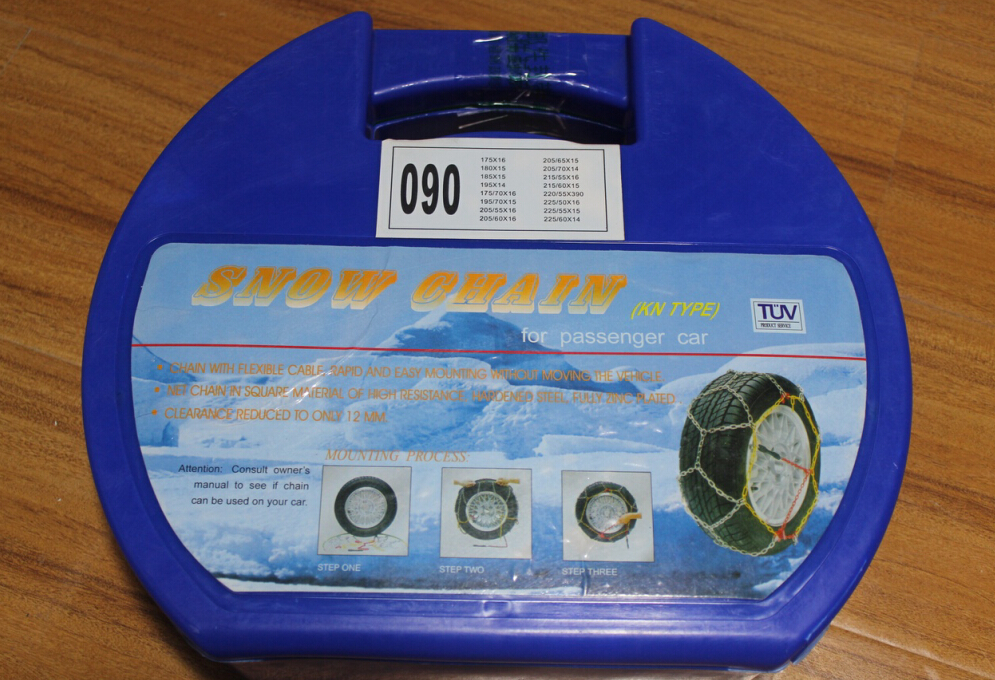 090
175X16
180X15
185X15
195X14
175/70X16
195/70X15
205/55X16
205/60X16
205/65X15
205/70X14
215/55X16
215/60X15
220/55X390
225/50X16
225/55X15
225/60X14
SNOW CHAIN (KN TYPE)
TÜV
PRODUCT SERVICE
for passenger car
• CHAIN WITH FLEXIBLE CABLE, RAPID AND EASY MOUNTING WITHOUT MOVING THE VEHICLE.
• NET CHAIN IN SQUARE MATERIAL OF HIGH RESISTANCE, HARDENED STEEL, FULLY ZINC PLATED.
• CLEARANCE REDUCED TO ONLY 12 MM.
MOUNTING PROCESS:
Attention: Consult owner's
manual to see if chain
can be used on your car.
STEP ONE
STEP TWO
STEP THREE